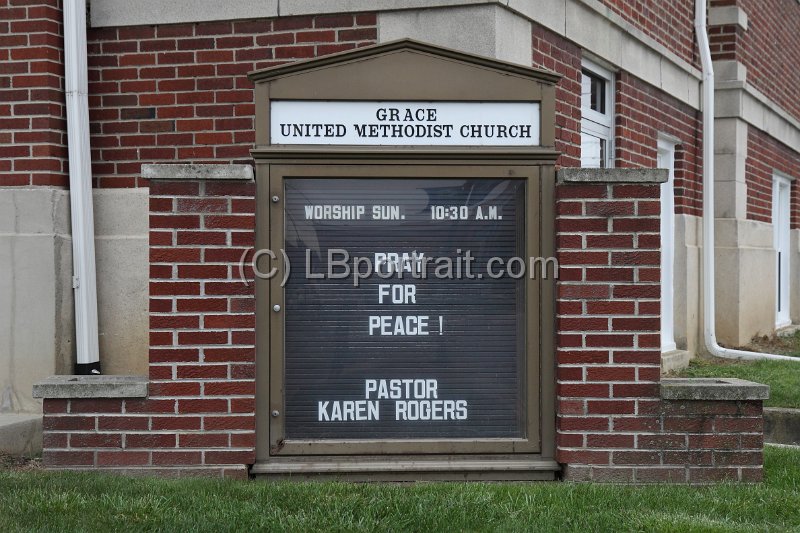 GRACE
UNITED METHODIST CHURCH
WORSHIP SUN. 10:30 A.M.
PRAY
(C) LBportrait.com
FOR
PEACE!
PASTOR
KAREN ROGERS